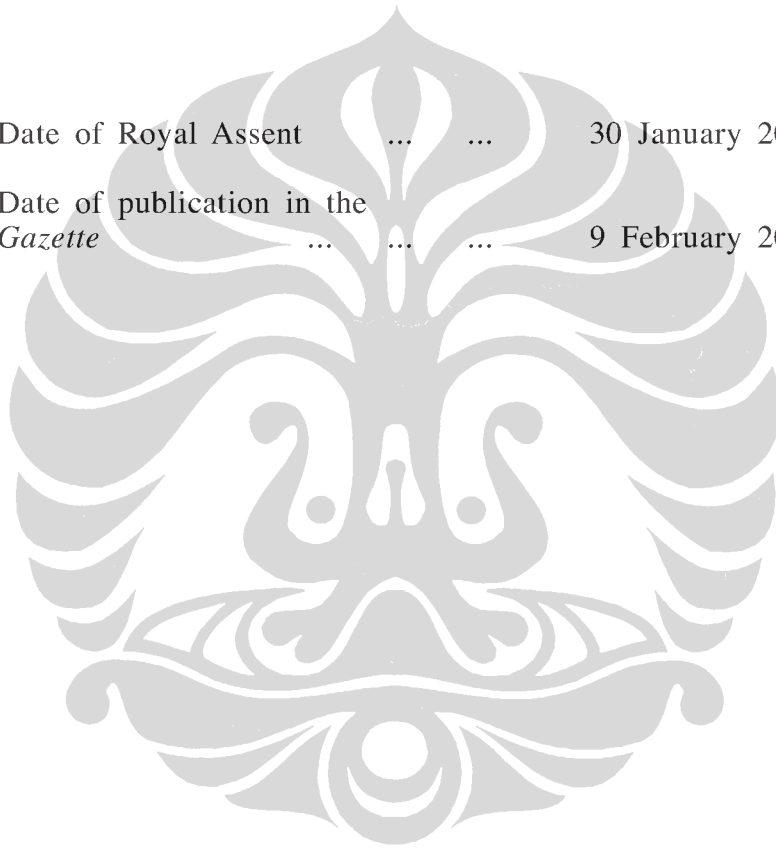 Date of Royal Assent ... ... 30 January 20
Date of publication in the
Gazette ... ... ... 9 February 20